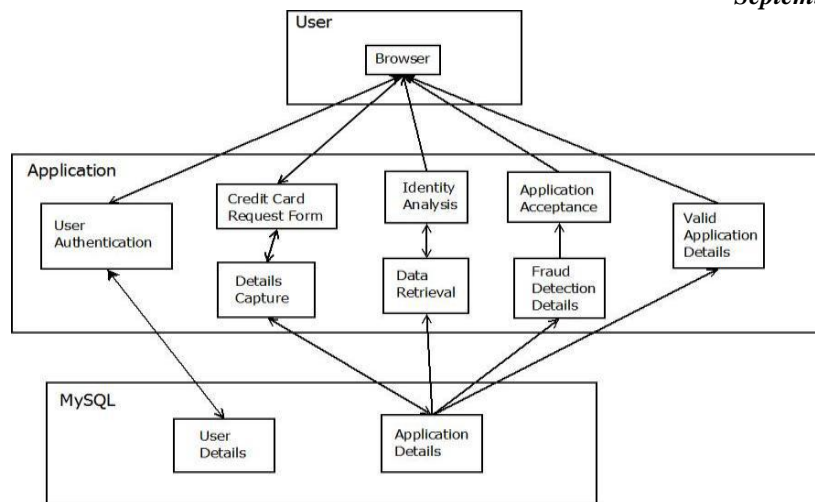 User
Browser
Application
User
Authentication
Credit Card
Request Form
Identity
Analysis
Application
Acceptance
Valid
Application
Details
Details
Capture
Data
Retrieval
Fraud
Detection
Details
MySQL
User
Details
Application
Details